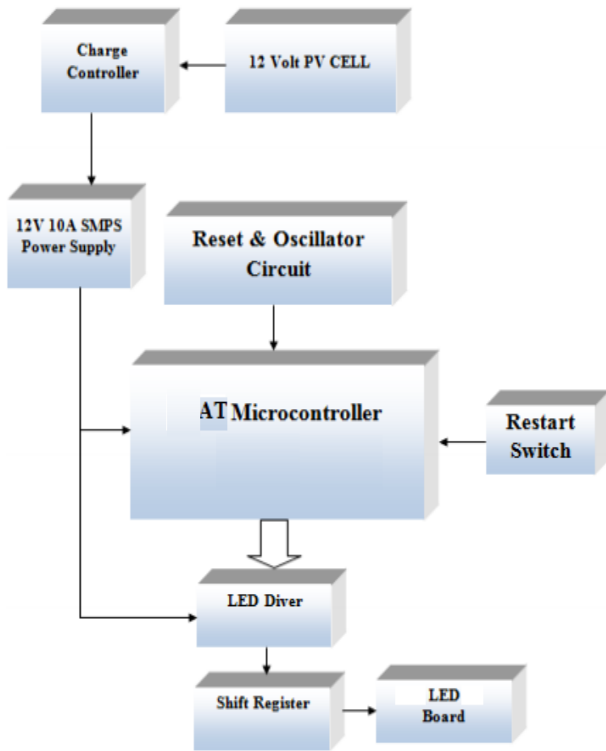 Charge
Controller
12 Volt PV CELL
12V 10A SMPS
Power Supply
Reset & Oscillator
Circuit
AT Microcontroller
Restart
Switch
LED Diver
Shift Register
LED
Board